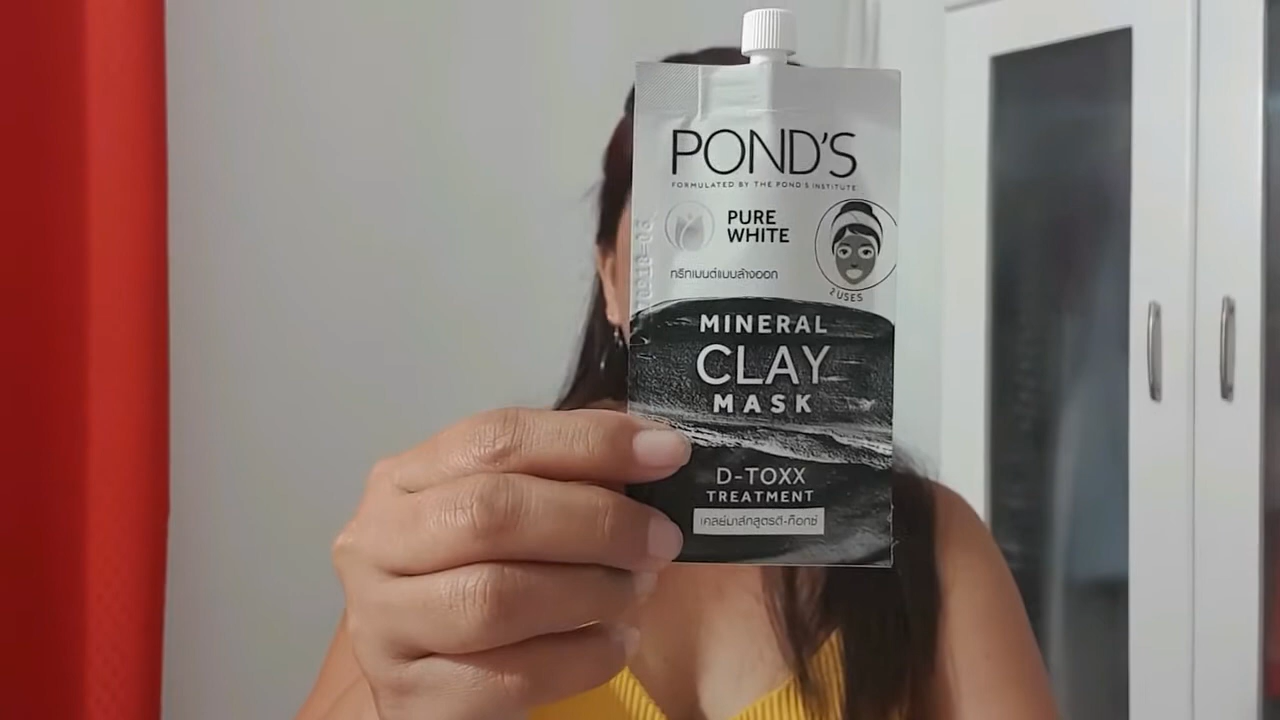 POND'S
FORMULATED BY THE POND'S INSTITUTE
PURE
WHITE
ทรีทเมนต์แบบล้างออก
2 USES
MINERAL
CLAY
MASK
D-TOXX
TREATMENT
เคลย์มาส์กสูตรดี-ท็อกซ์